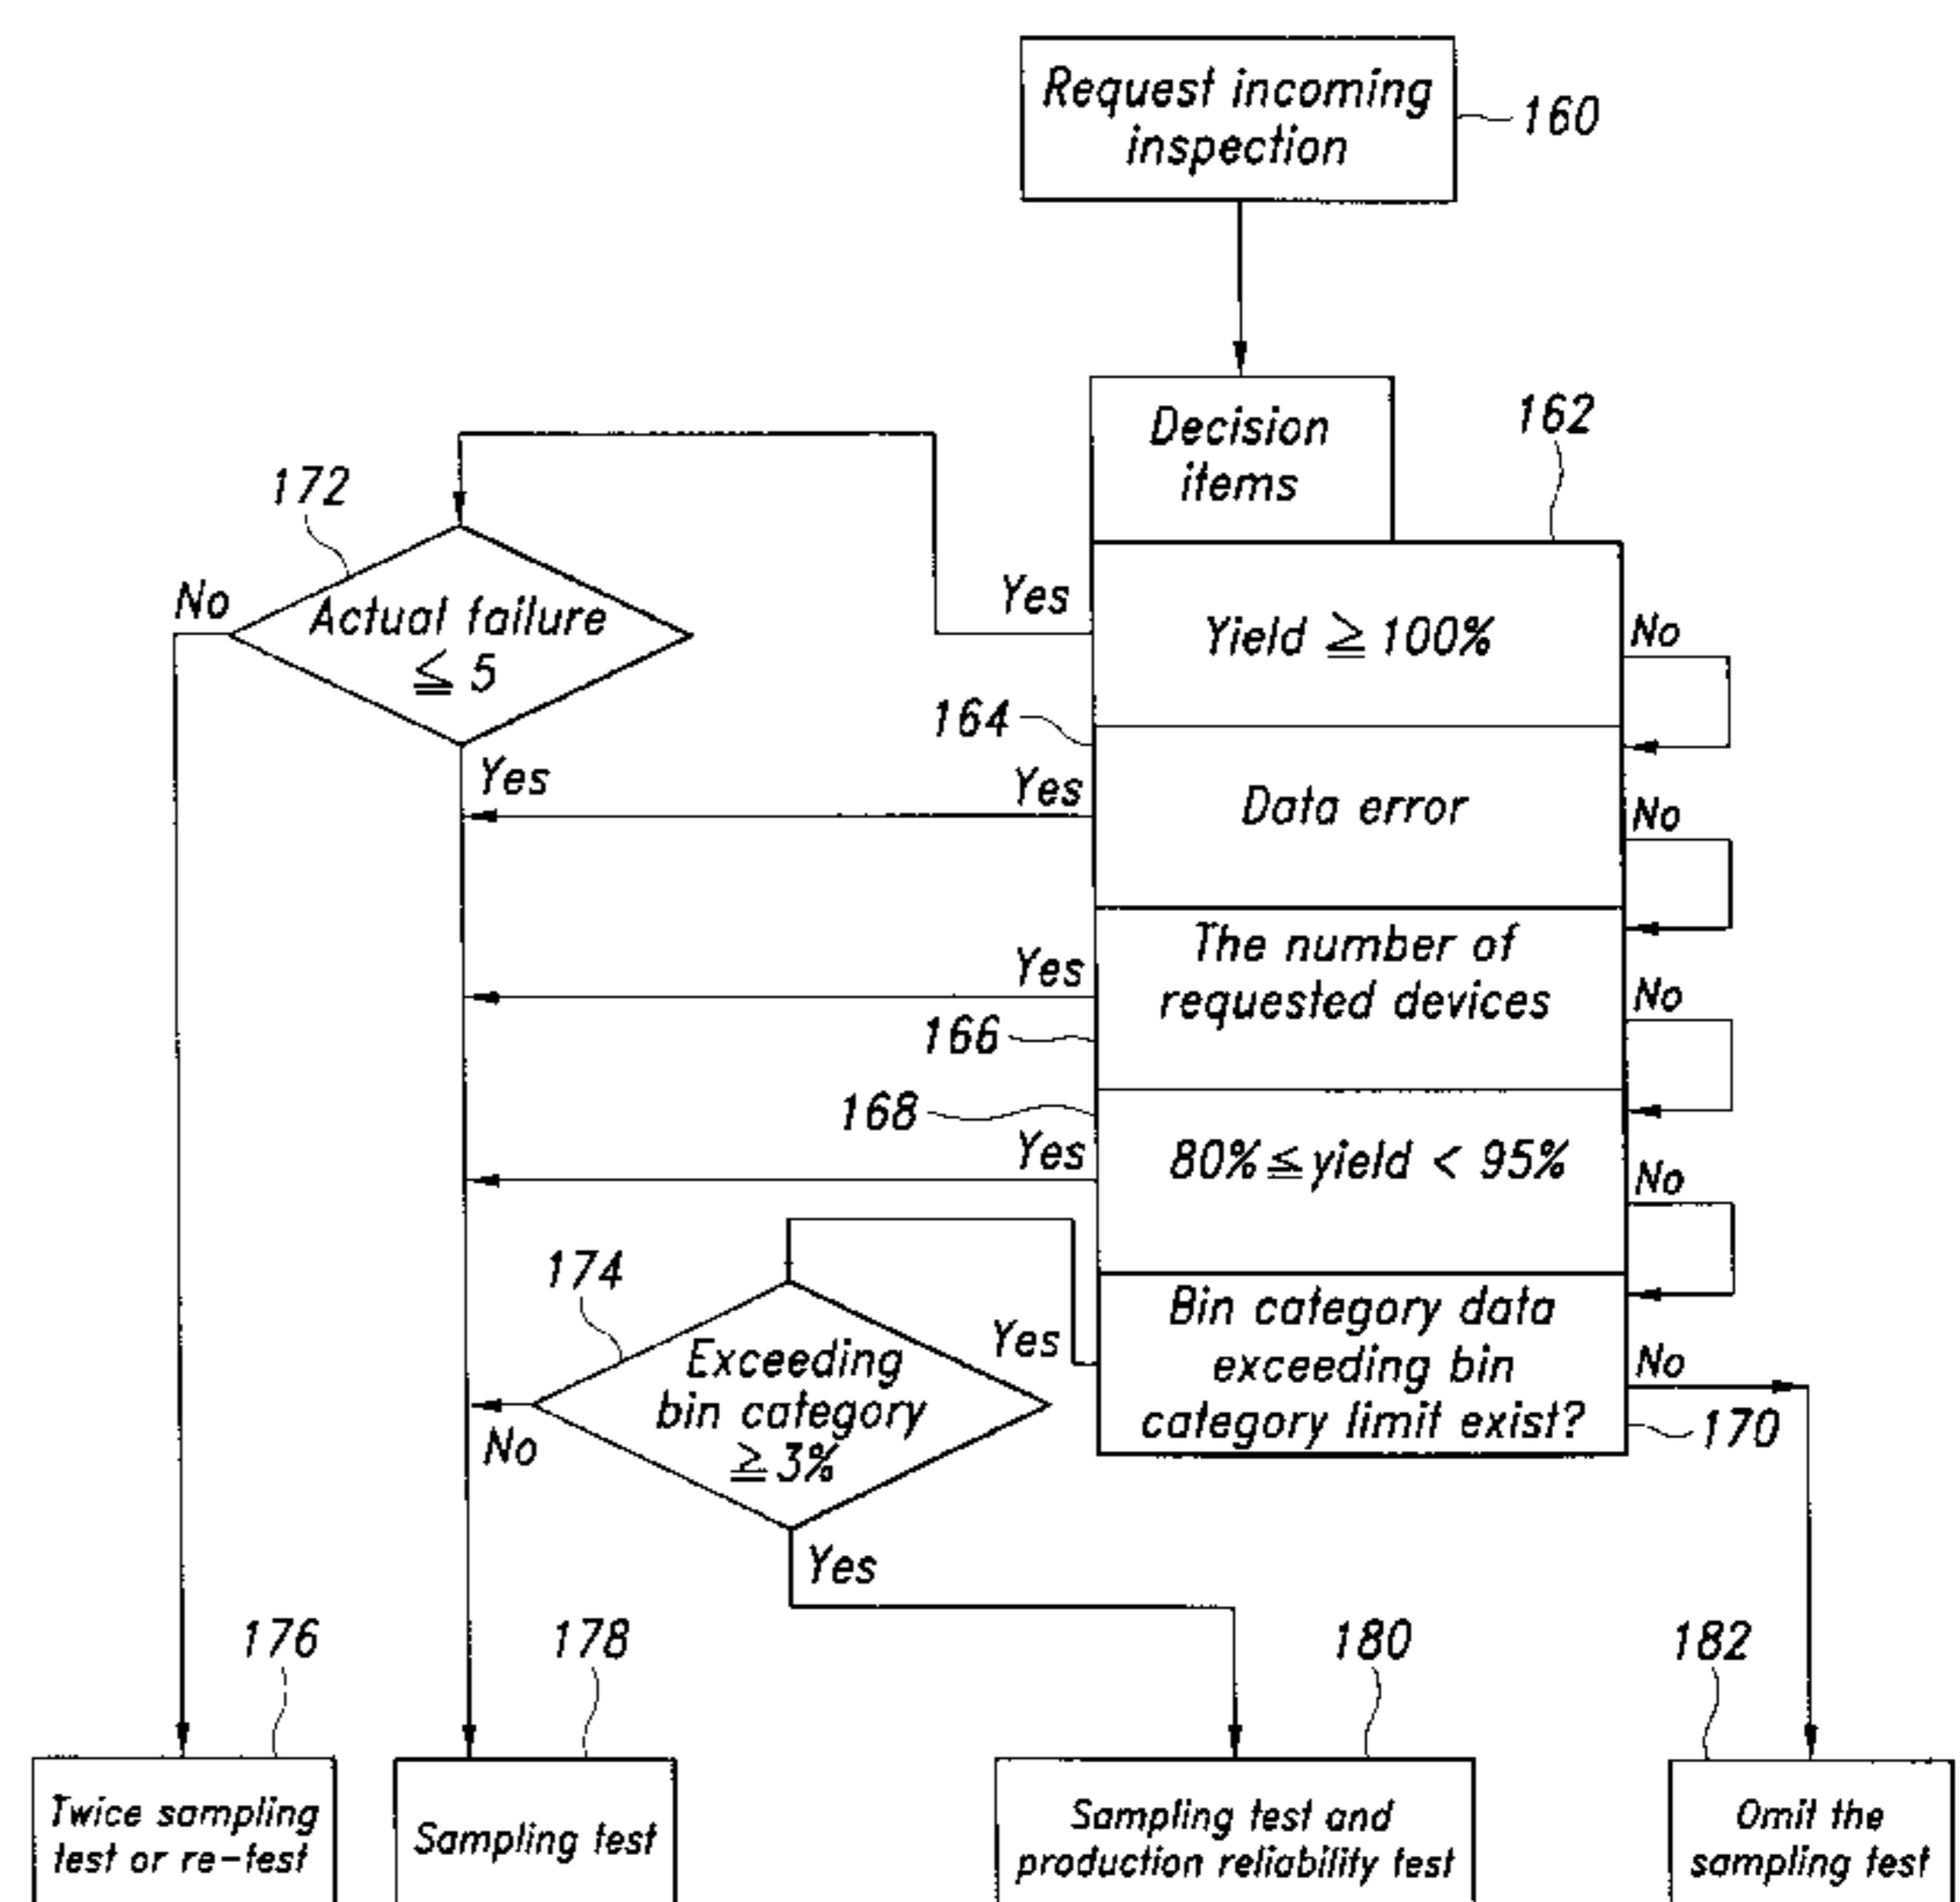 Request incoming
inspection
160
Decision
items
162
172
Actual failure
≦ 5
No
Yes
Yes
Yield ≧ 100%
No
164
Yes
Data error
No
The number of
requested devices
Yes
No
166
168
Yes
80%≦yield < 95%
No
174
Exceeding
bin category
≧3%
No
Yes
Yes
Bin category data
exceeding bin
category limit exist?
No
170
176
178
180
182
Twice sampling
test or re-test
Sampling test
Sampling test and
production reliability test
Omit the
sampling test